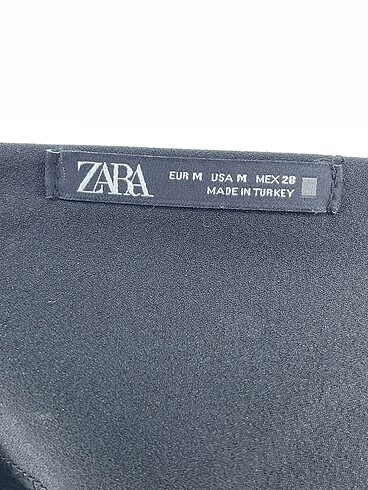 ZARA
EUR M USA M MEX 28
MADE IN TURKEY